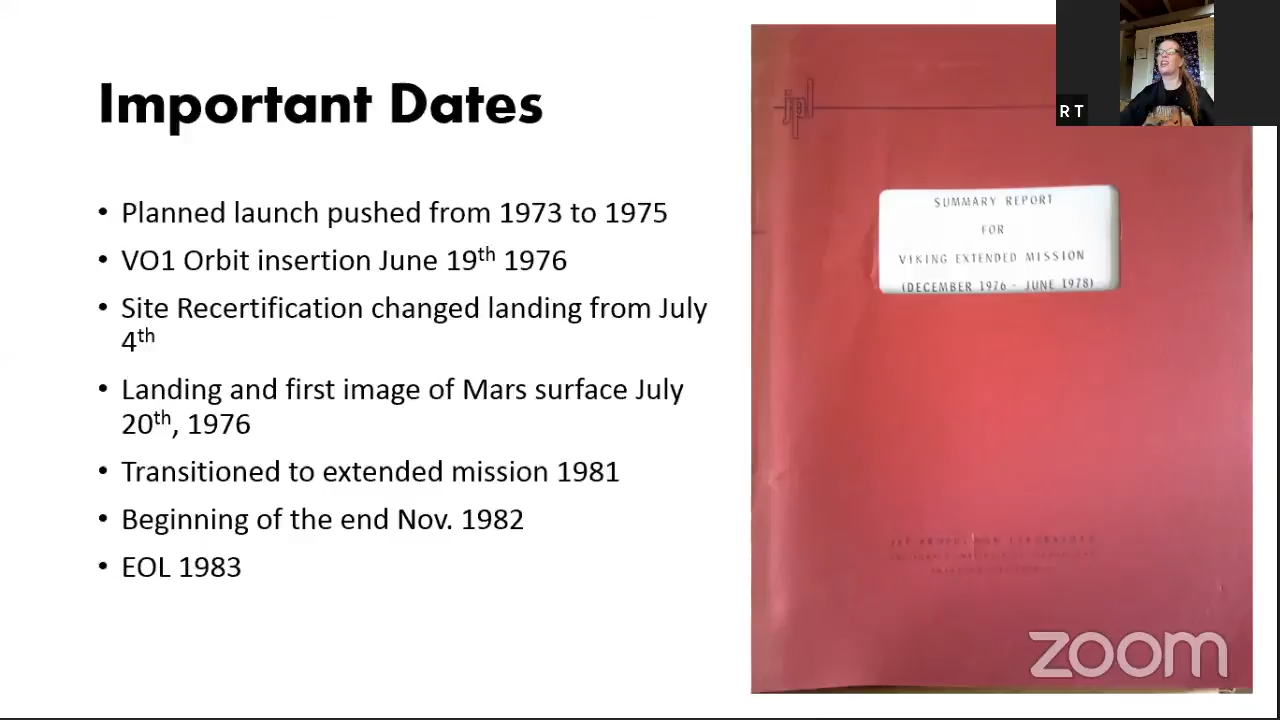 Important Dates
• Planned launch pushed from 1973 to 1975
• VO1 Orbit insertion June 19th 1976
• Site Recertification changed landing from July
4th
• Landing and first image of Mars surface July
20th, 1976
• Transitioned to extended mission 1981
• Beginning of the end Nov. 1982
• EOL 1983
jpl
SUMMARY REPORT
FOR
VIKING EXTENDED MISSION
(DECEMBER 1976 - JUNE 1978)
JET PROPULSION LABORATORY
R T
zoom